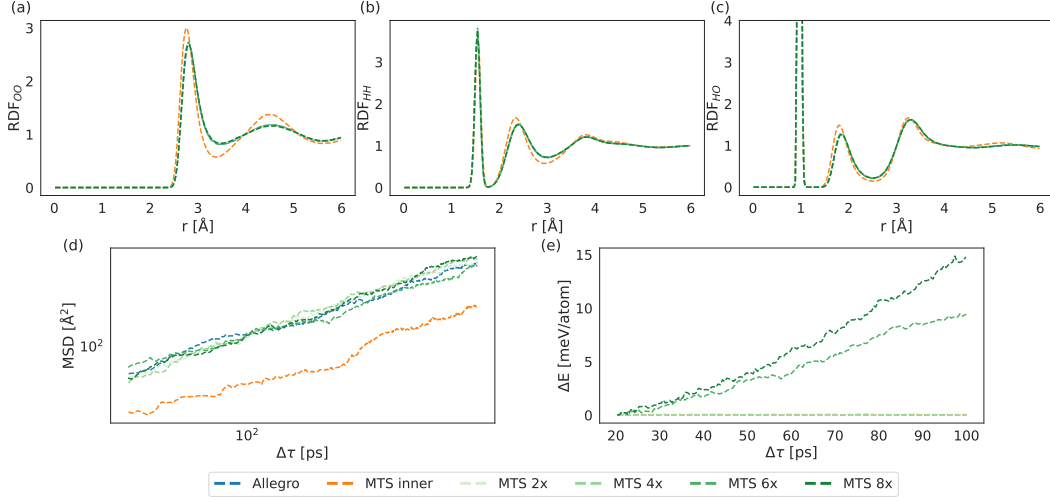 (a)
RDF_OO
3
2
1
0
0 1 2 3 4 5 6
r [Å]
(b)
RDF_HH
4
3
2
1
0
0 1 2 3 4 5 6
r [Å]
(c)
RDF_HO
4
3
2
1
0
0 1 2 3 4 5 6
r [Å]
(d)
MSD [Å²]
10²
10²
Δτ [ps]
(e)
ΔE [meV/atom]
15
10
5
0
20 30 40 50 60 70 80 90 100
Δτ [ps]
Allegro MTS inner MTS 2x MTS 4x MTS 6x MTS 8x